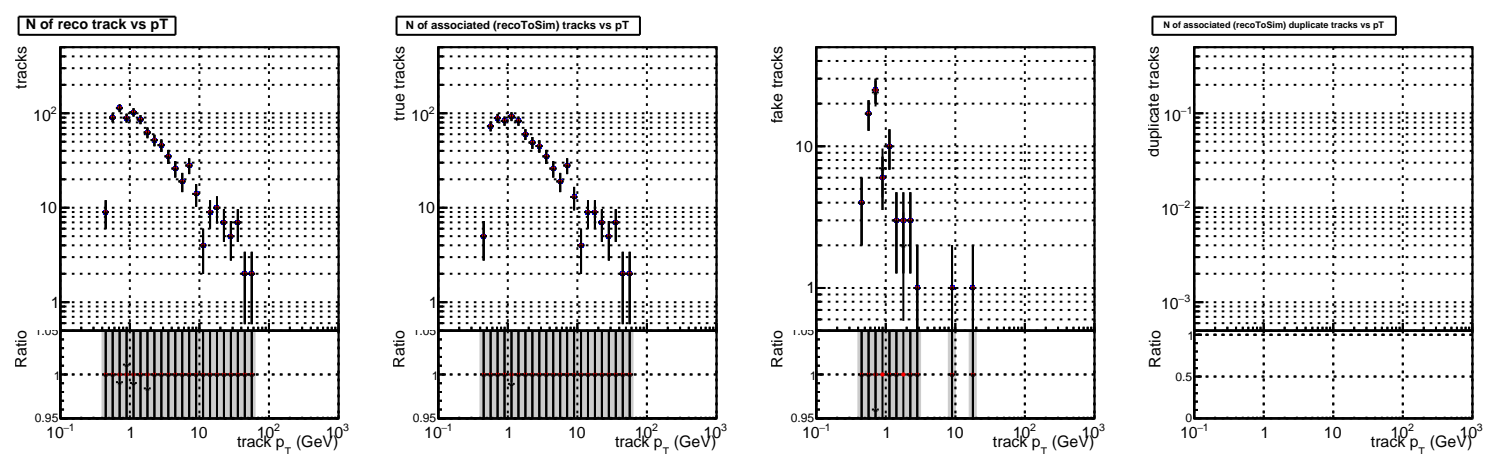 N of reco track vs pT
tracks
10²
10
1
Ratio
1.05
1
0.95
10⁻¹ 1 10 10² 10³
track p_T (GeV)
N of associated (recoToSim) tracks vs pT
true tracks
10²
10
1
Ratio
1.05
1
0.95
10⁻¹ 1 10 10² 10³
track p_T (GeV)
fake tracks
10
1
Ratio
1.05
1
0.95
10⁻¹ 1 10 10² 10³
track p_T (GeV)
N of associated (recoToSim) duplicate tracks vs pT
duplicate tracks
10⁻¹
10⁻²
10⁻³
Ratio
1
0.5
0
10⁻¹ 1 10 10² 10³
track p_T (GeV)